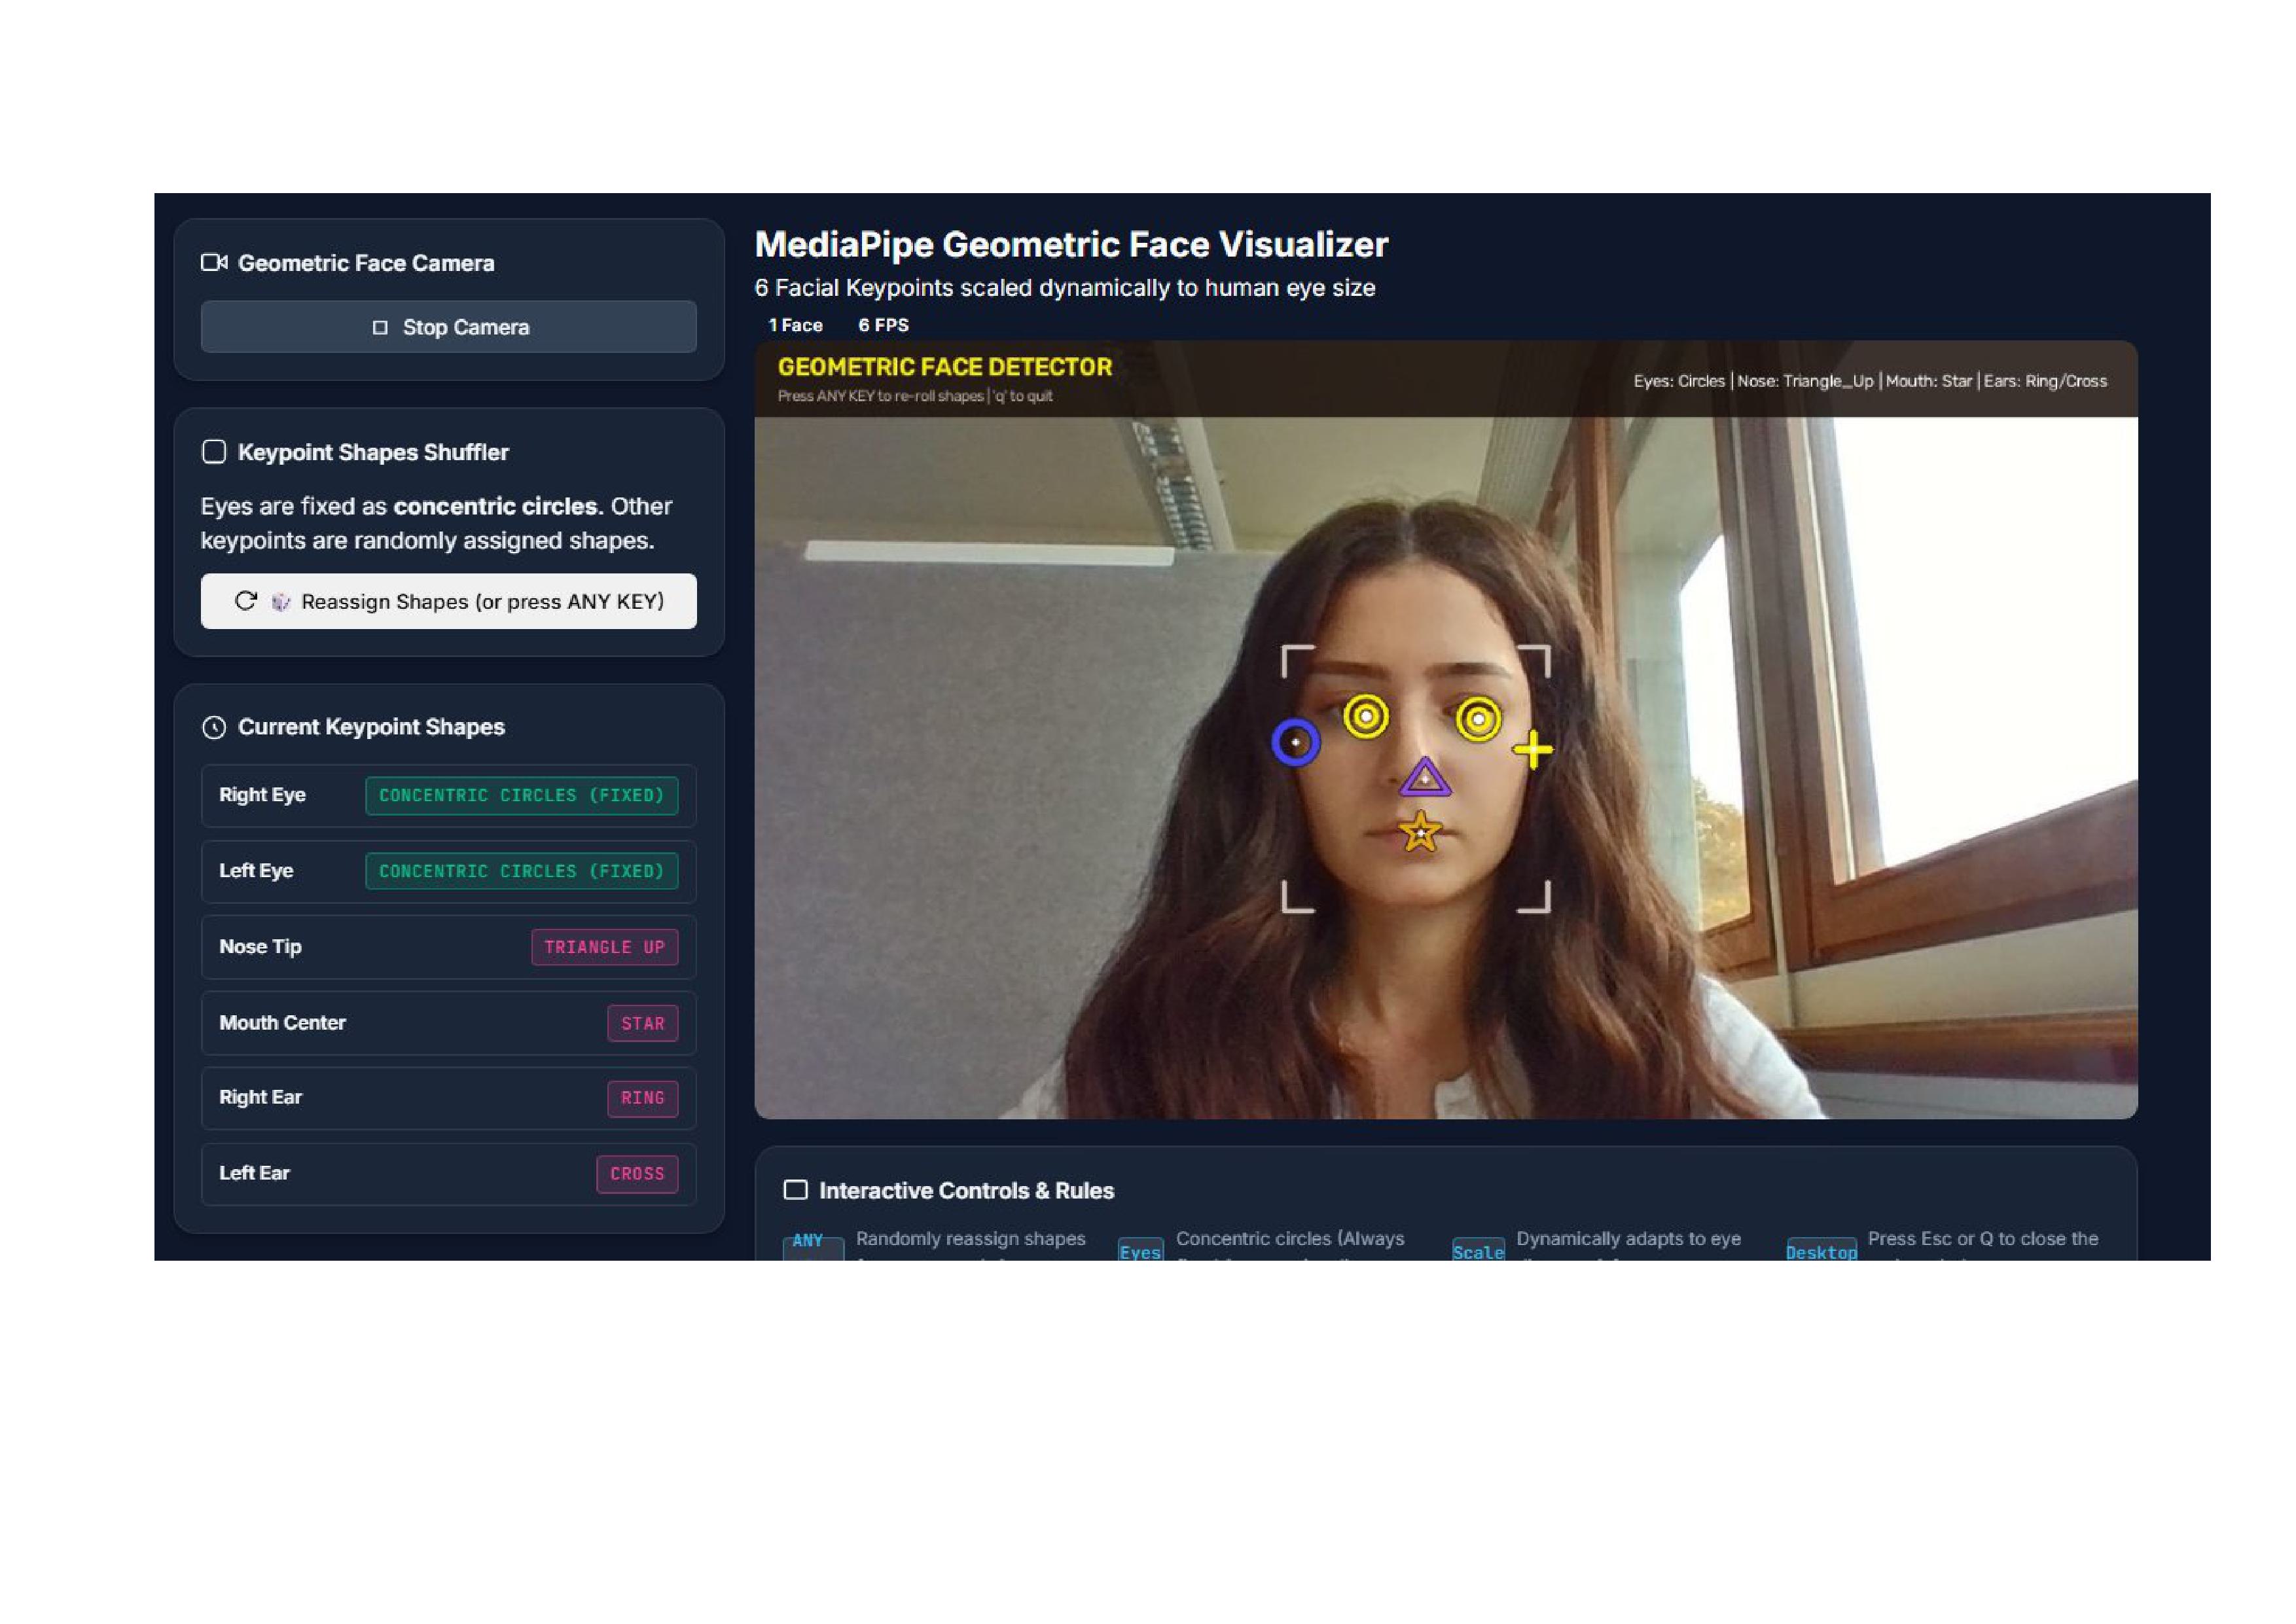 Geometric Face Camera
Stop Camera
Keypoint Shapes Shuffler
Eyes are fixed as concentric circles. Other
keypoints are randomly assigned shapes.
Reassign Shapes (or press ANY KEY)
Current Keypoint Shapes
Right Eye CONCENTRIC CIRCLES (FIXED)
Left Eye CONCENTRIC CIRCLES (FIXED)
Nose Tip TRIANGLE UP
Mouth Center STAR
Right Ear RING
Left Ear CROSS
MediaPipe Geometric Face Visualizer
6 Facial Keypoints scaled dynamically to human eye size
1 Face 6 FPS
GEOMETRIC FACE DETECTOR
Press ANY KEY to re-roll shapes | 'q' to quit
Eyes: Circles | Nose: Triangle_Up | Mouth: Star | Ears: Ring/Cross
Interactive Controls & Rules
ANY Randomly reassign shapes
Eyes Concentric circles (Always
Scale Dynamically adapts to eye
Desktop Press Esc or Q to close the